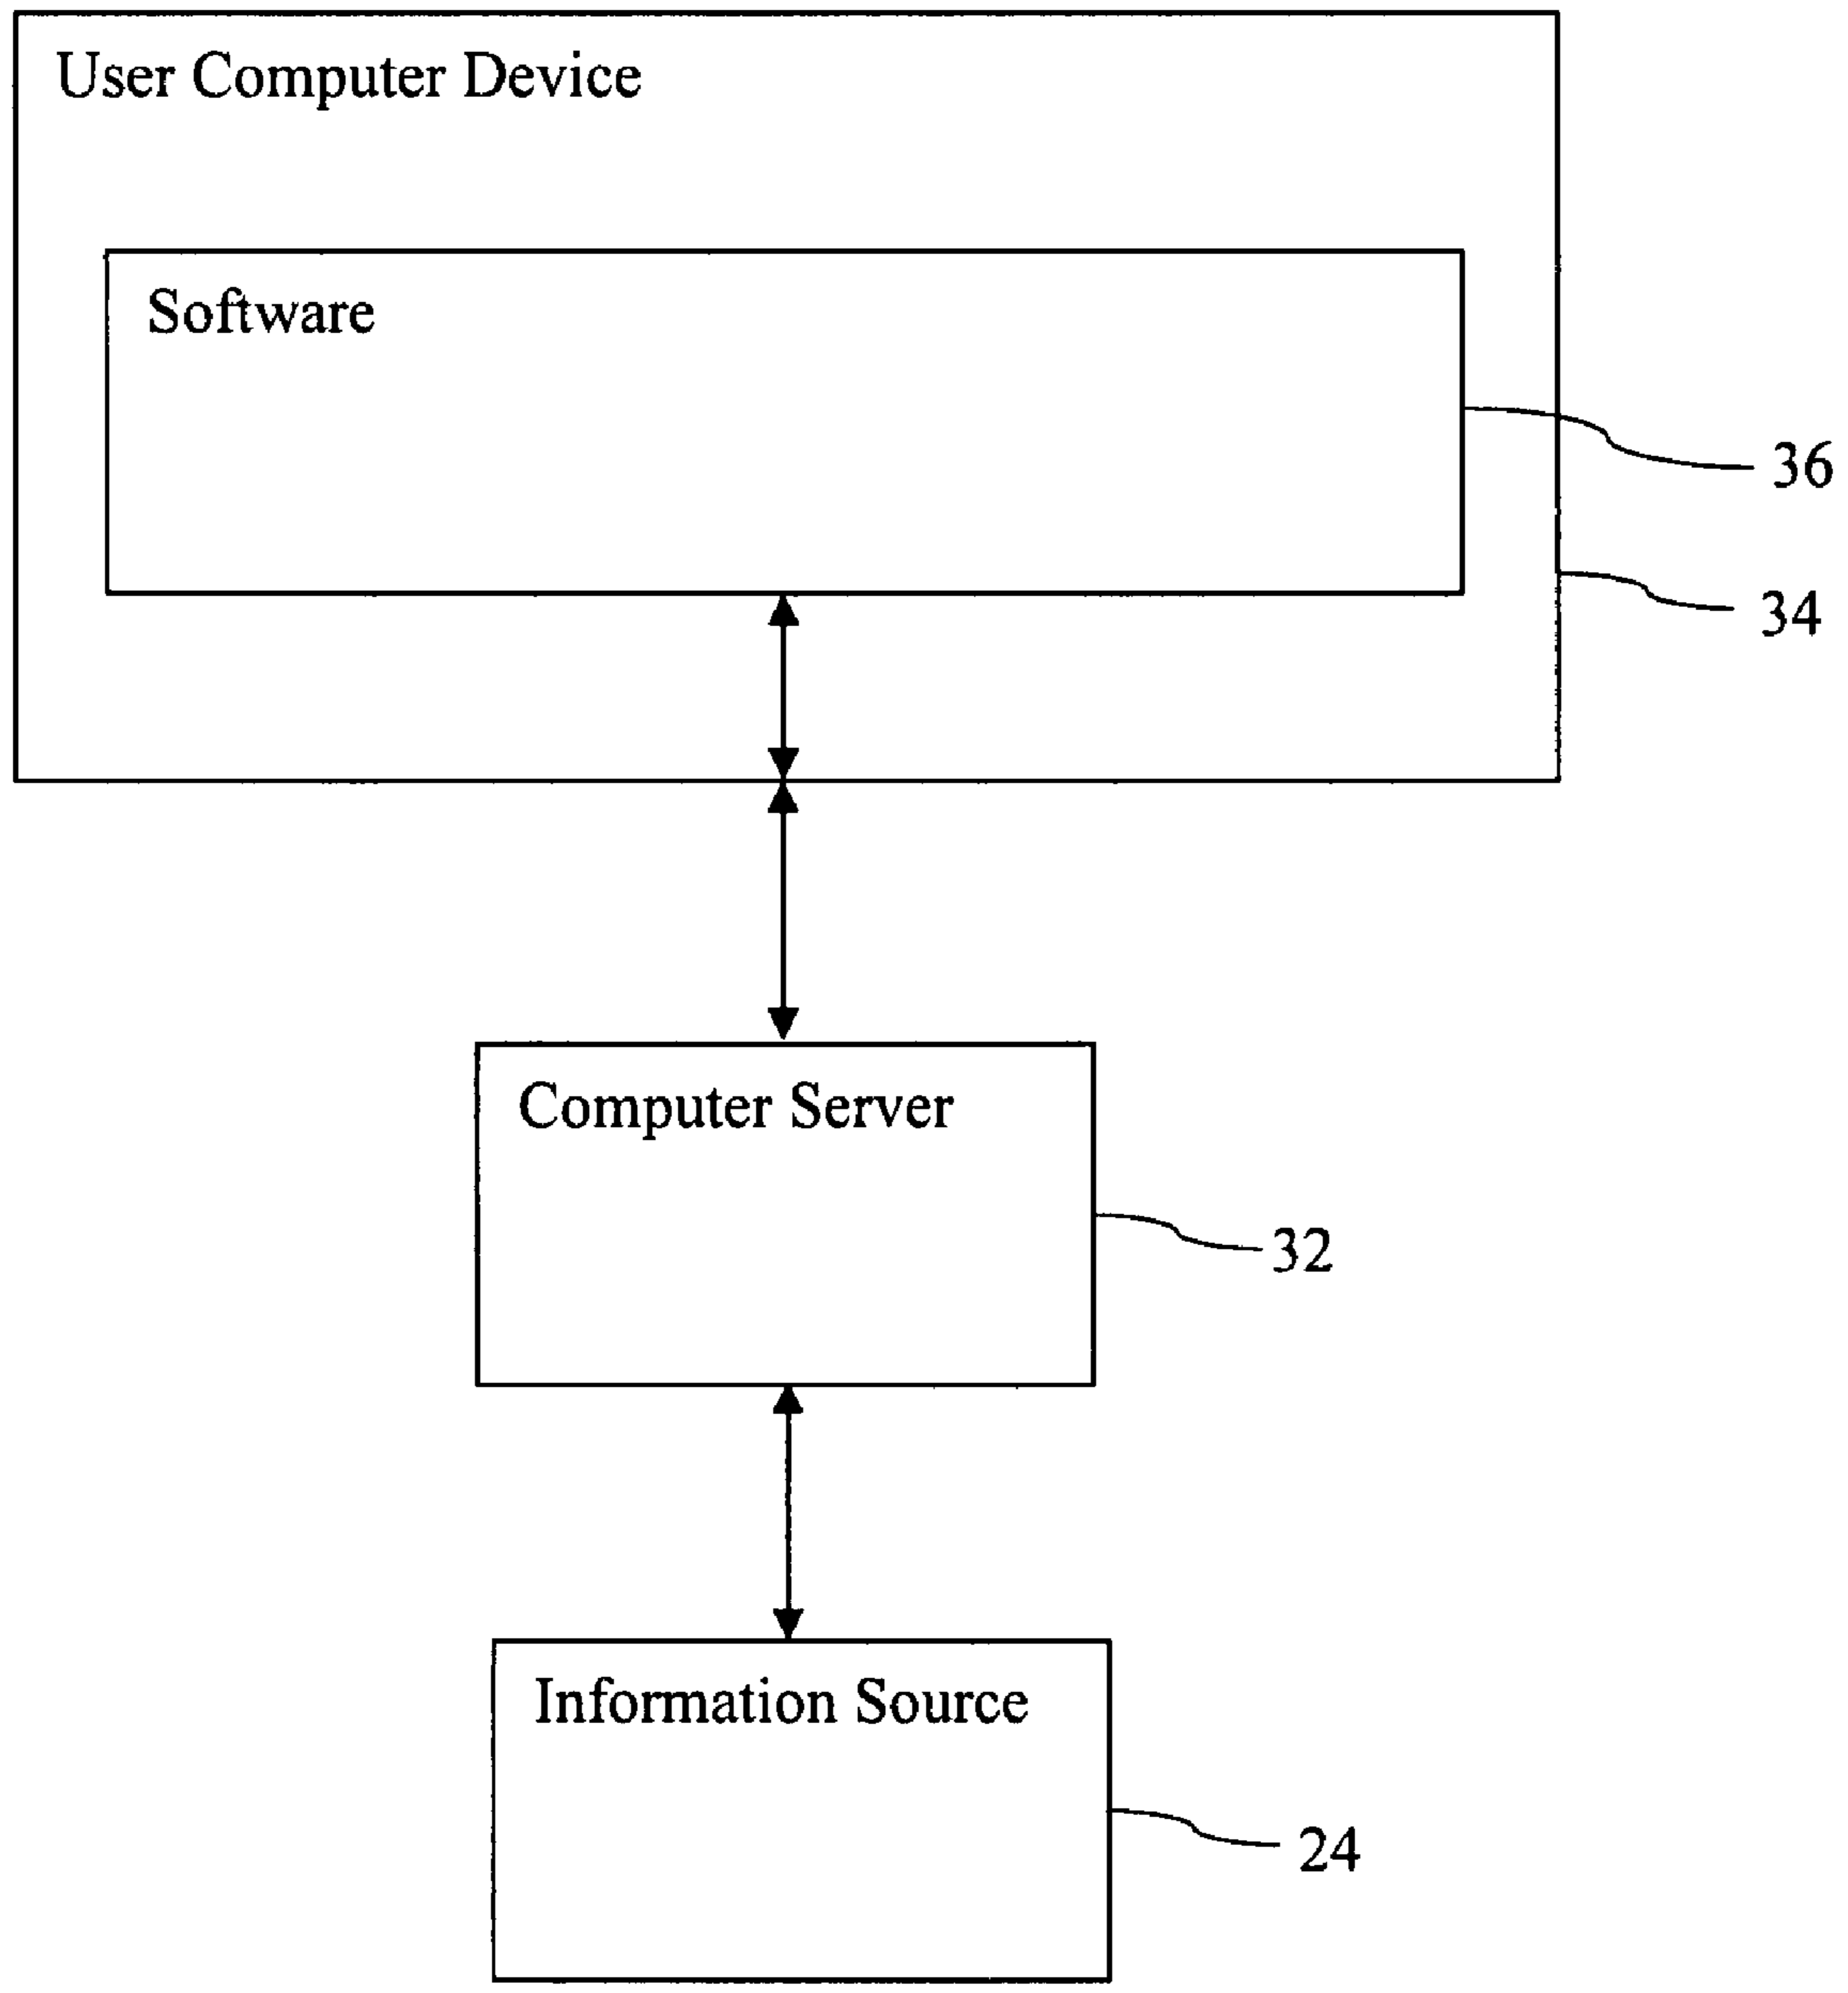 User Computer Device
Software
36
34
Computer Server
32
Information Source
24